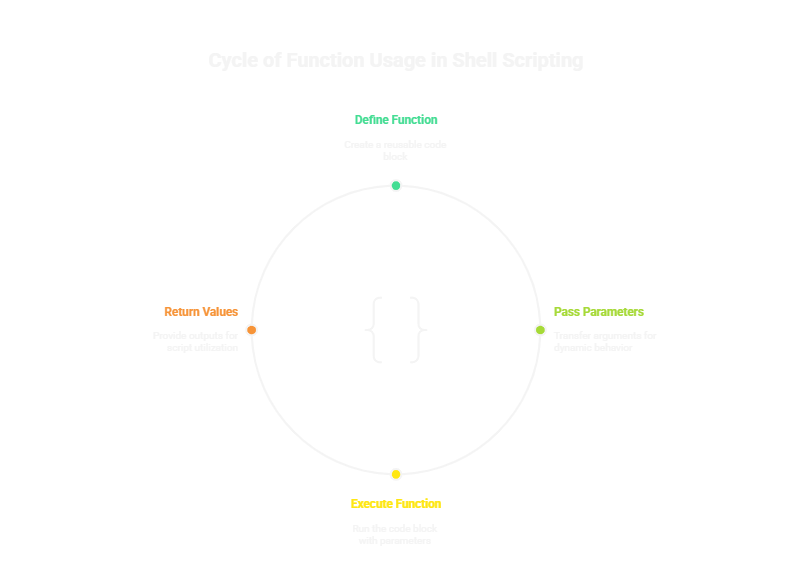 Cycle of Function Usage in Shell Scripting
Define Function
Create a reusable code
block
Return Values
Provide outputs for
script utilization
Pass Parameters
Transfer arguments for
dynamic behavior
Execute Function
Run the code block
with parameters